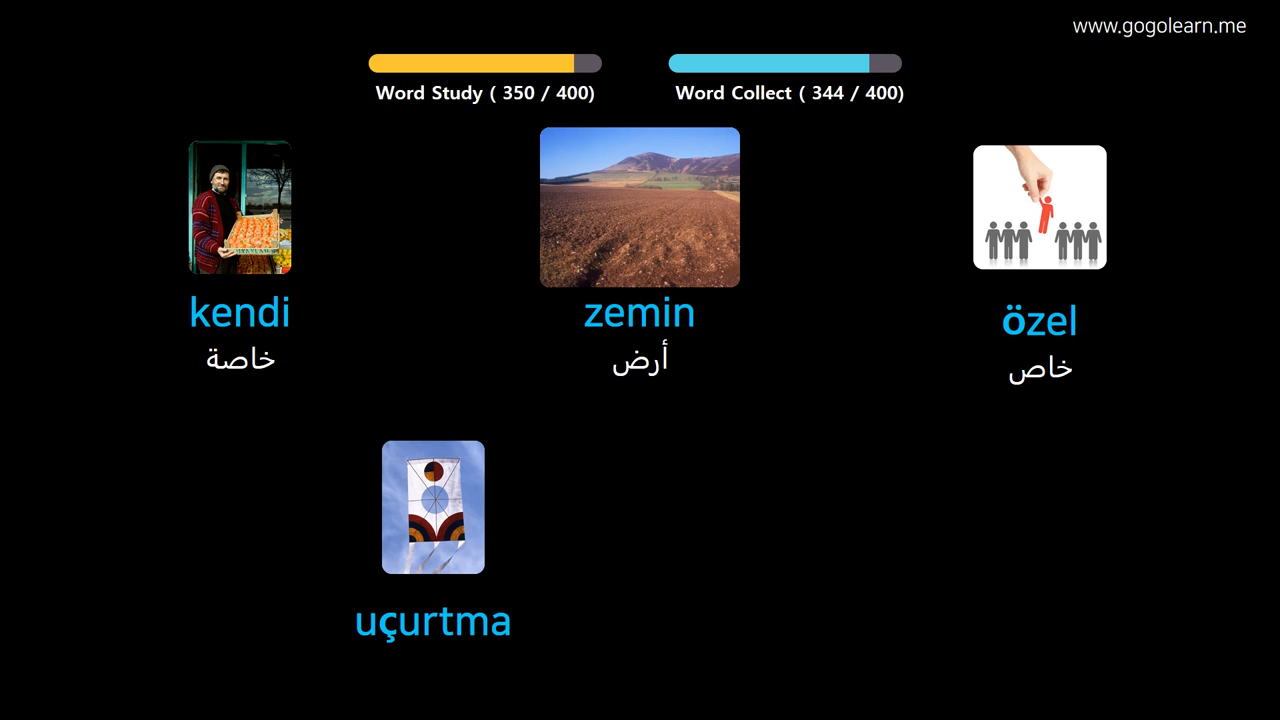 www.gogolearn.me
Word Study ( 350 / 400)
Word Collect ( 344 / 400)
kendi
خاصة
zemin
أرض
özel
خاص
uçurtma